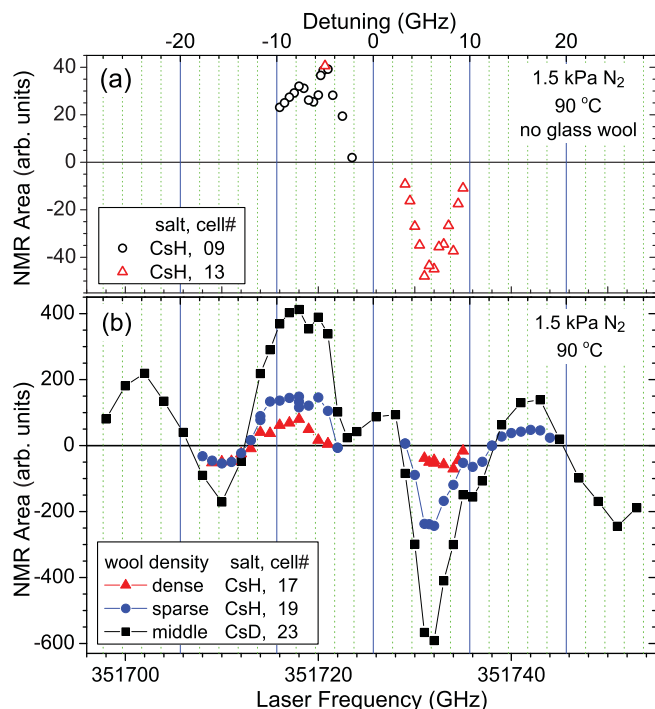 Detuning (GHz)
-20 -10 0 10 20
(a)
1.5 kPa N₂
90 °C
no glass wool
40
20
0
-20
-40
NMR Area (arb. units)
salt, cell#
CsH, 09
CsH, 13
(b)
1.5 kPa N₂
90 °C
400
200
0
-200
-400
-600
NMR Area (arb. units)
wool density salt, cell#
dense CsH, 17
sparse CsH, 19
middle CsD, 23
351700 351720 351740
Laser Frequency (GHz)